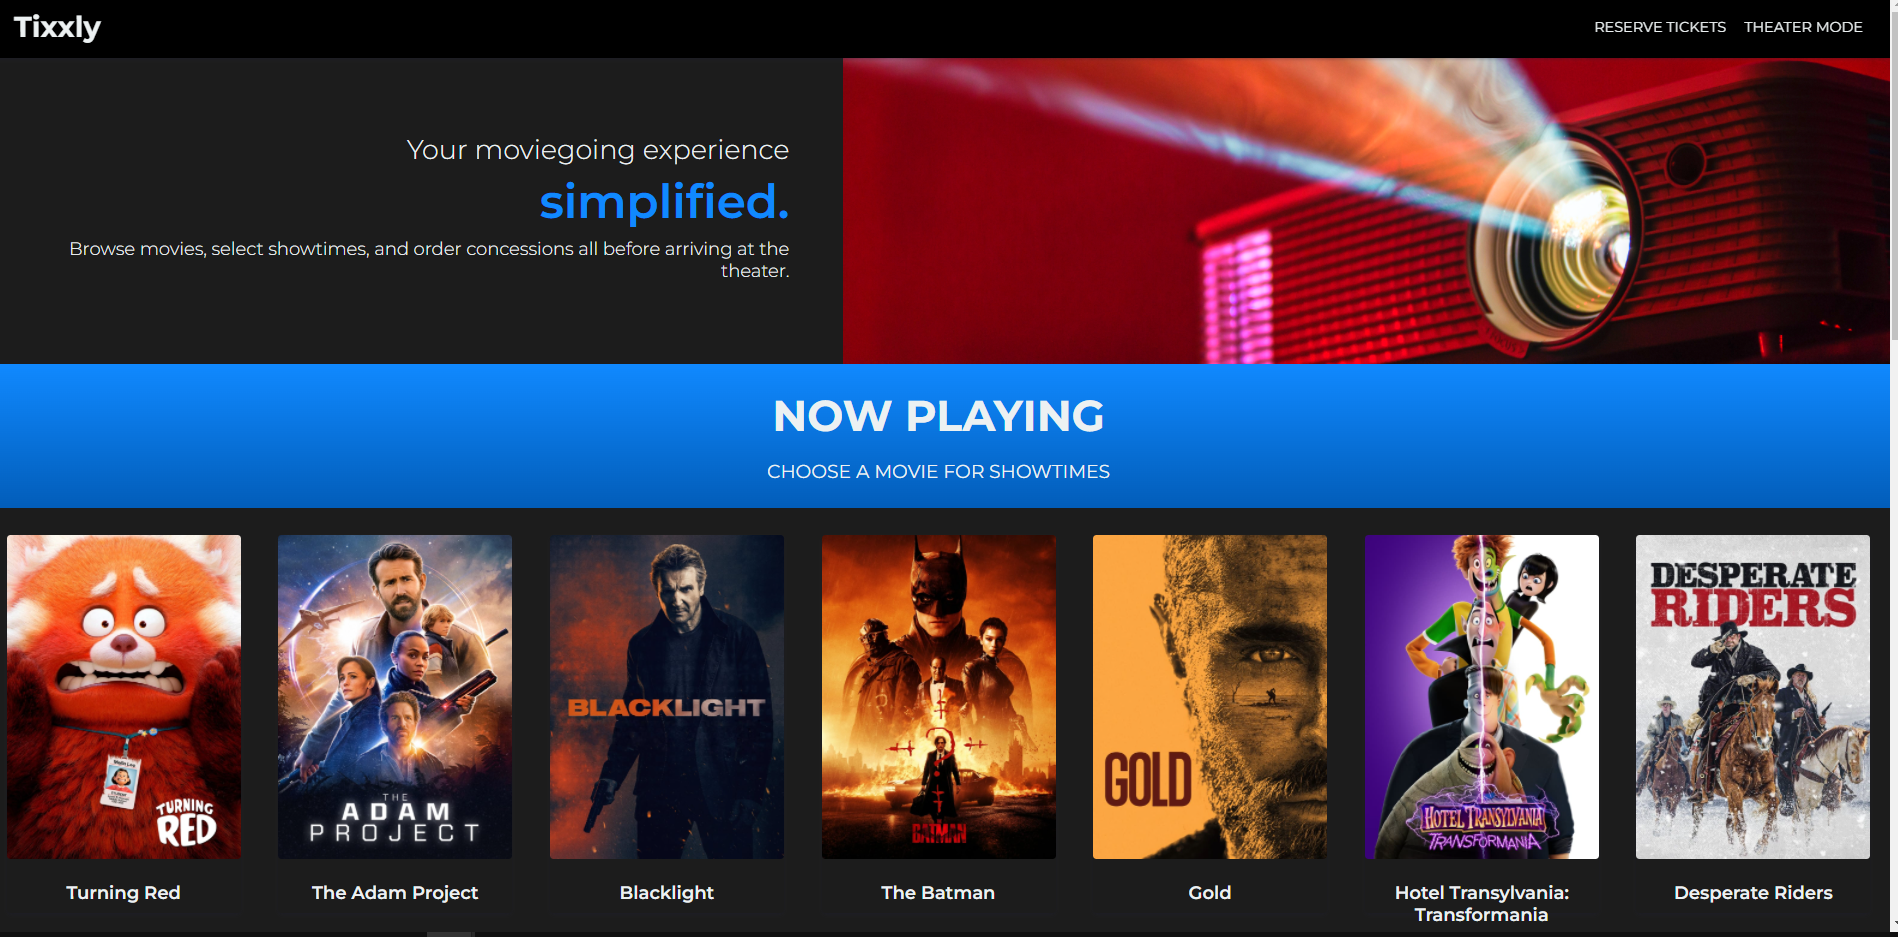 Tixxly
RESERVE TICKETS
THEATER MODE
Your moviegoing experience
simplified.
Browse movies, select showtimes, and order concessions all before arriving at the
theater.
NOW PLAYING
CHOOSE A MOVIE FOR SHOWTIMES
TURNING
RED
THE
ADAM
PROJECT
BLACKLIGHT
THE
BATMAN
GOLD
HOTEL TRANSYLVANIA
TRANSFORMANIA
DESPERATE
RIDERS
Turning Red
The Adam Project
Blacklight
The Batman
Gold
Hotel Transylvania:
Transformania
Desperate Riders